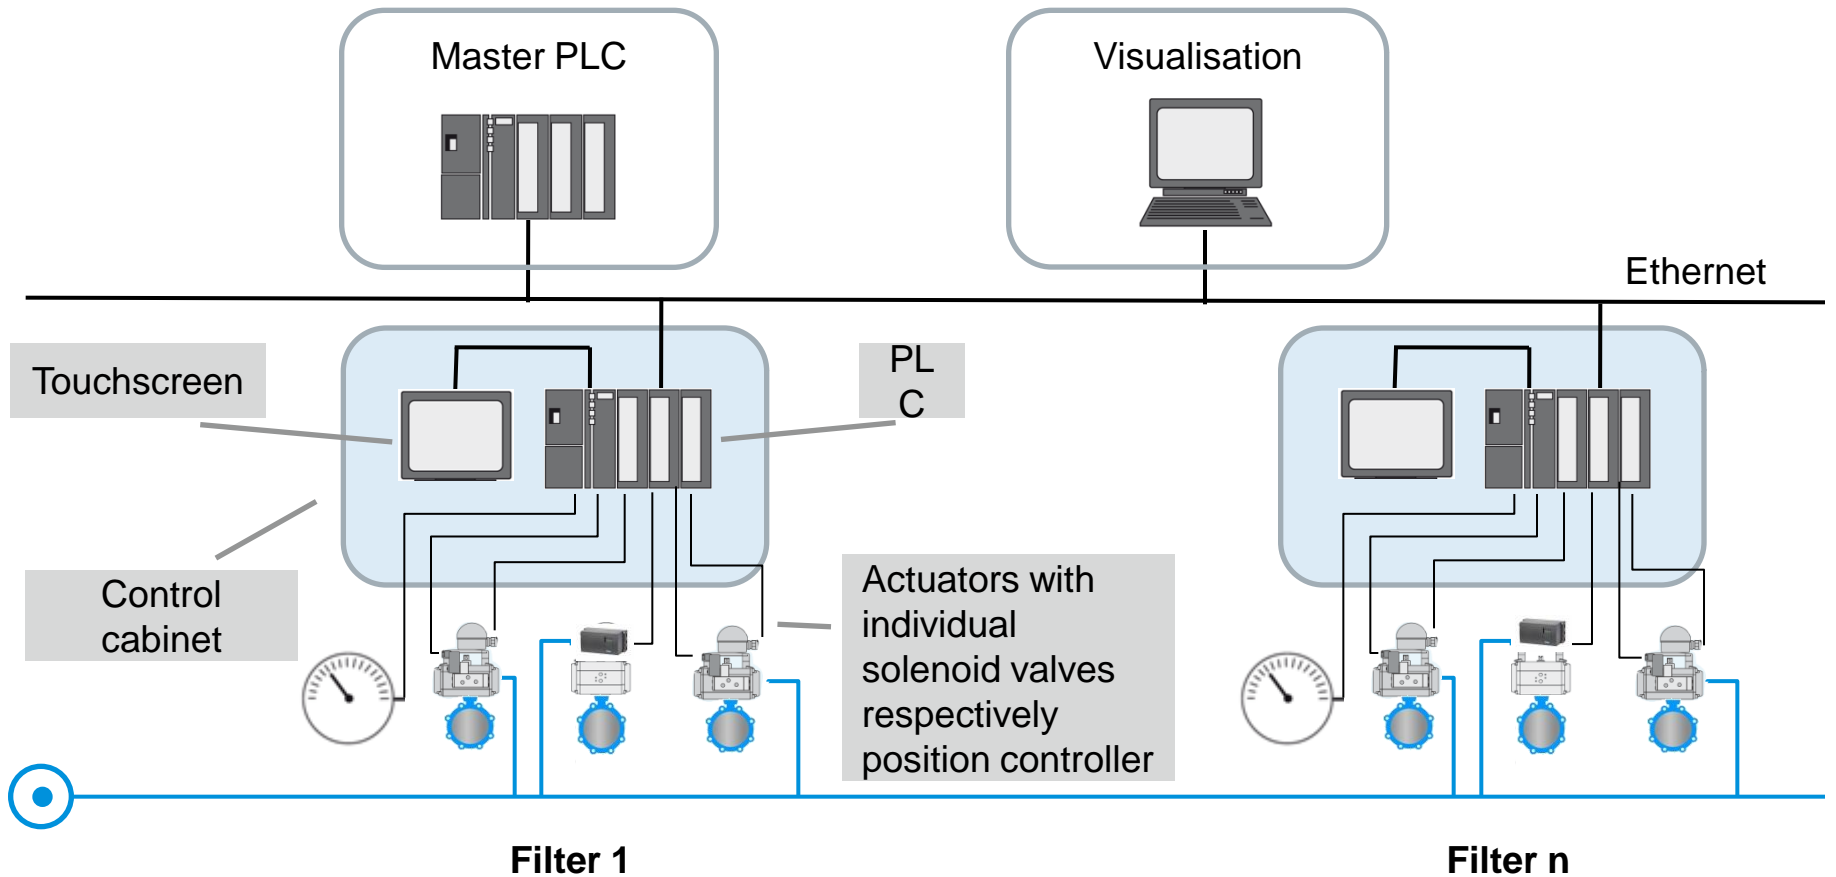 Master PLC
Visualisation
Ethernet
Touchscreen
PL
C
Control
cabinet
Actuators with
individual
solenoid valves
respectively
position controller
Filter 1
Filter n